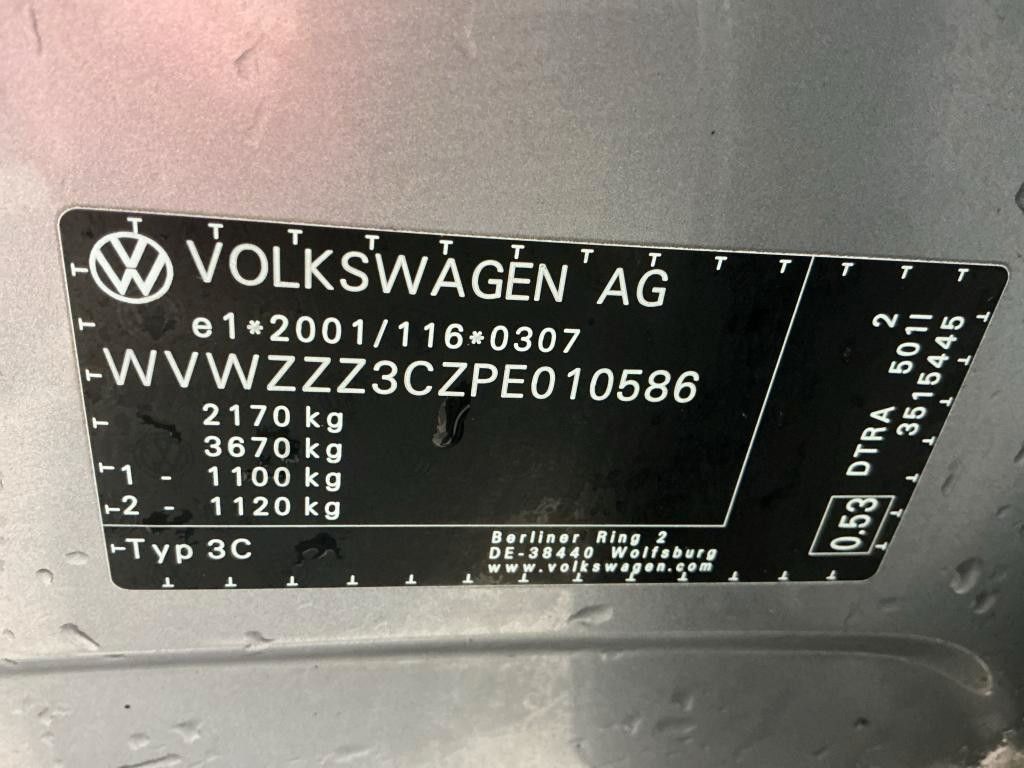 VOLKSWAGEN AG
e1*2001/116*0307
WVWZZZ3CZPE010586
2170 kg
3670 kg
1 - 1100 kg
2 - 1120 kg
Typ 3C
Berliner Ring 2
DE-38440 Wolfsburg
www.volkswagen.com
0.53
DTRA 501I 2
3515445